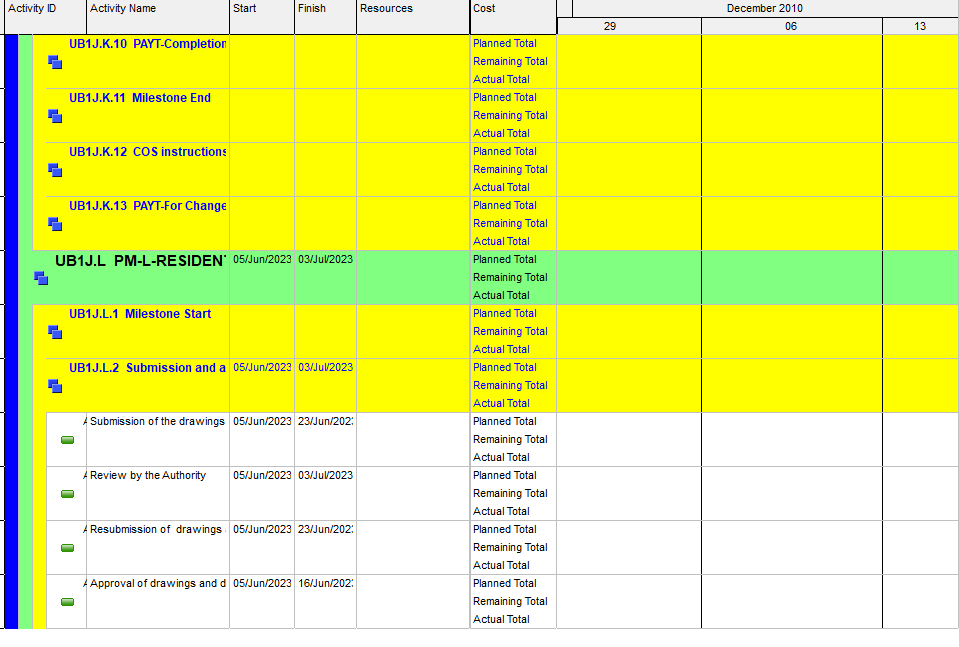 Activity ID Activity Name Start Finish Resources Cost December 2010
29 06 13
UB1J.K.10 PAYT-Completion Planned Total
Remaining Total
Actual Total
UB1J.K.11 Milestone End Planned Total
Remaining Total
Actual Total
UB1J.K.12 COS instructions Planned Total
Remaining Total
Actual Total
UB1J.K.13 PAYT-For Change Planned Total
Remaining Total
Actual Total
UB1J.L PM-L-RESIDEN 05/Jun/2023 03/Jul/2023 Planned Total
Remaining Total
Actual Total
UB1J.L.1 Milestone Start Planned Total
Remaining Total
Actual Total
UB1J.L.2 Submission and a 05/Jun/2023 03/Jul/2023 Planned Total
Remaining Total
Actual Total
Submission of the drawings 05/Jun/2023 23/Jun/202 Planned Total
Remaining Total
Actual Total
Review by the Authority 05/Jun/2023 03/Jul/2023 Planned Total
Remaining Total
Actual Total
Resubmission of drawings 05/Jun/2023 23/Jun/202 Planned Total
Remaining Total
Actual Total
Approval of drawings and d 05/Jun/2023 16/Jun/202 Planned Total
Remaining Total
Actual Total